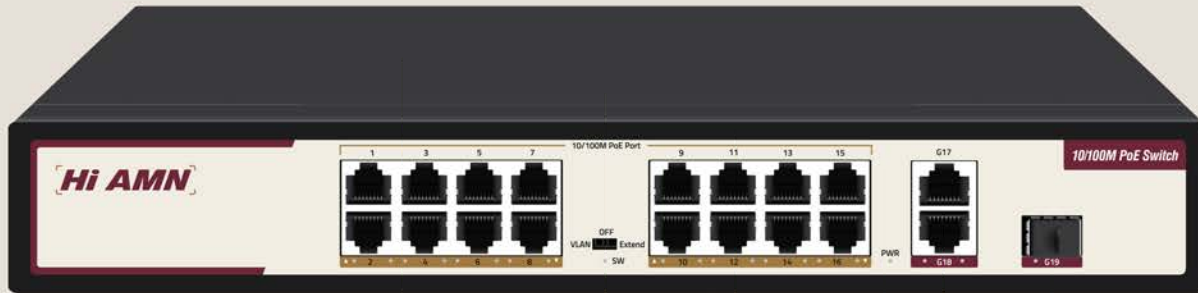 Hi AMN
10/100M PoE Port
1 3 5 7
9 11 13 15
G17
10/100M PoE Switch
OFF
VLAN Extend
SW
PWR
2 4 6 8
10 12 14 16
G18
G19